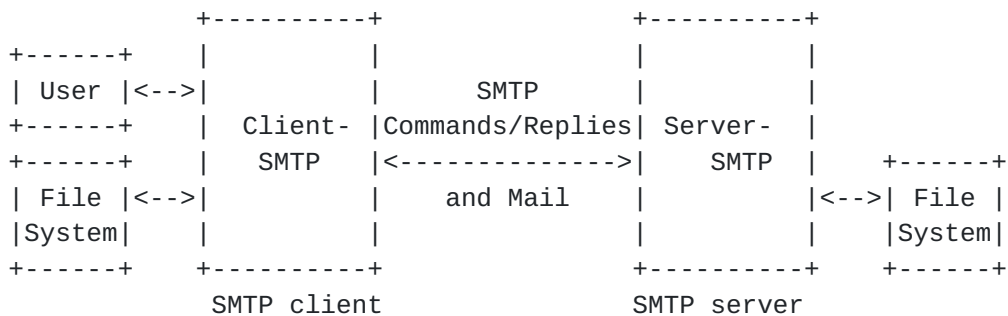 +----------+                +----------+
+------+    |          |                |          |
| User |<-->|          |      SMTP      |          |
+------+    |  Client- |Commands/Replies| Server-  |
+------+    |   SMTP   |<-------------->|    SMTP  |    +------+
| File |<-->|          |    and Mail    |          |<-->| File |
|System|    |          |                |          |    |System|
+------+    +----------+                +----------+    +------+
             SMTP client                SMTP server